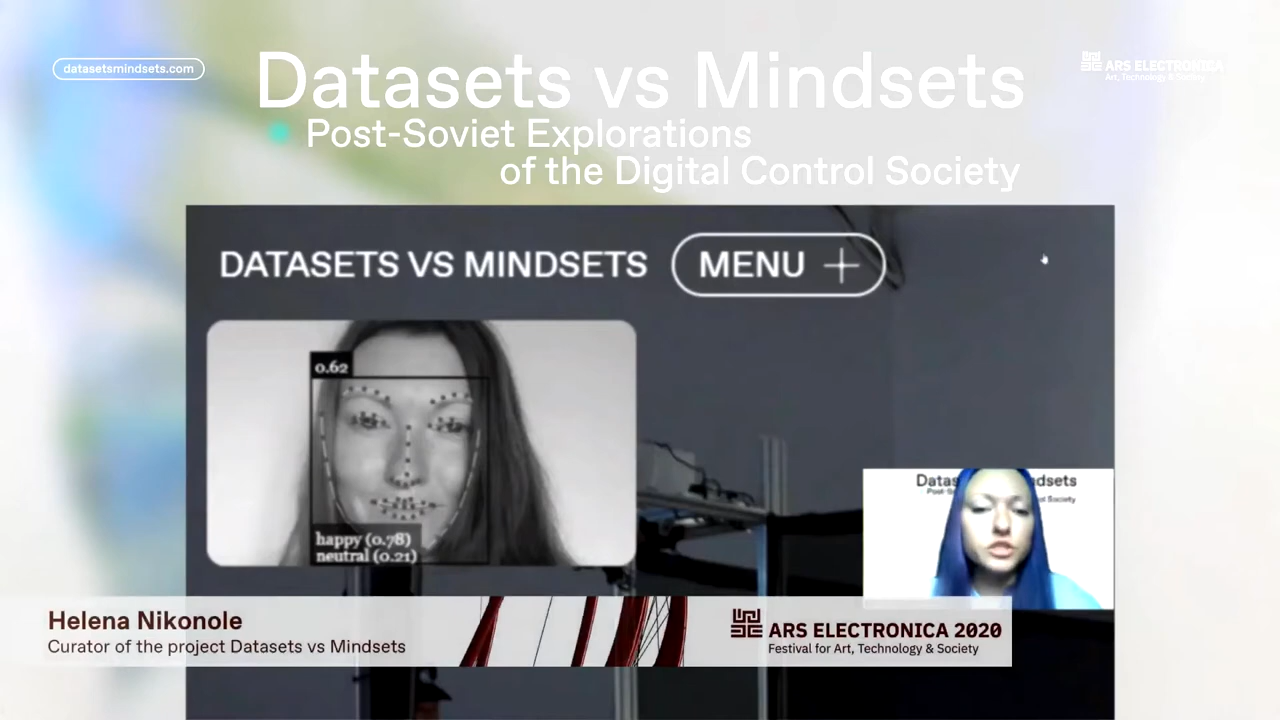 datasetsmindsets.com
Datasets vs Mindsets
Post-Soviet Explorations
of the Digital Control Society
ARS ELECTRONICA
Art, Technology & Society
DATASETS VS MINDSETS
MENU
0.62
happy (0.78)
neutral (0.21)
Helena Nikonole
Curator of the project Datasets vs Mindsets
ARS ELECTRONICA 2020
Festival for Art, Technology & Society